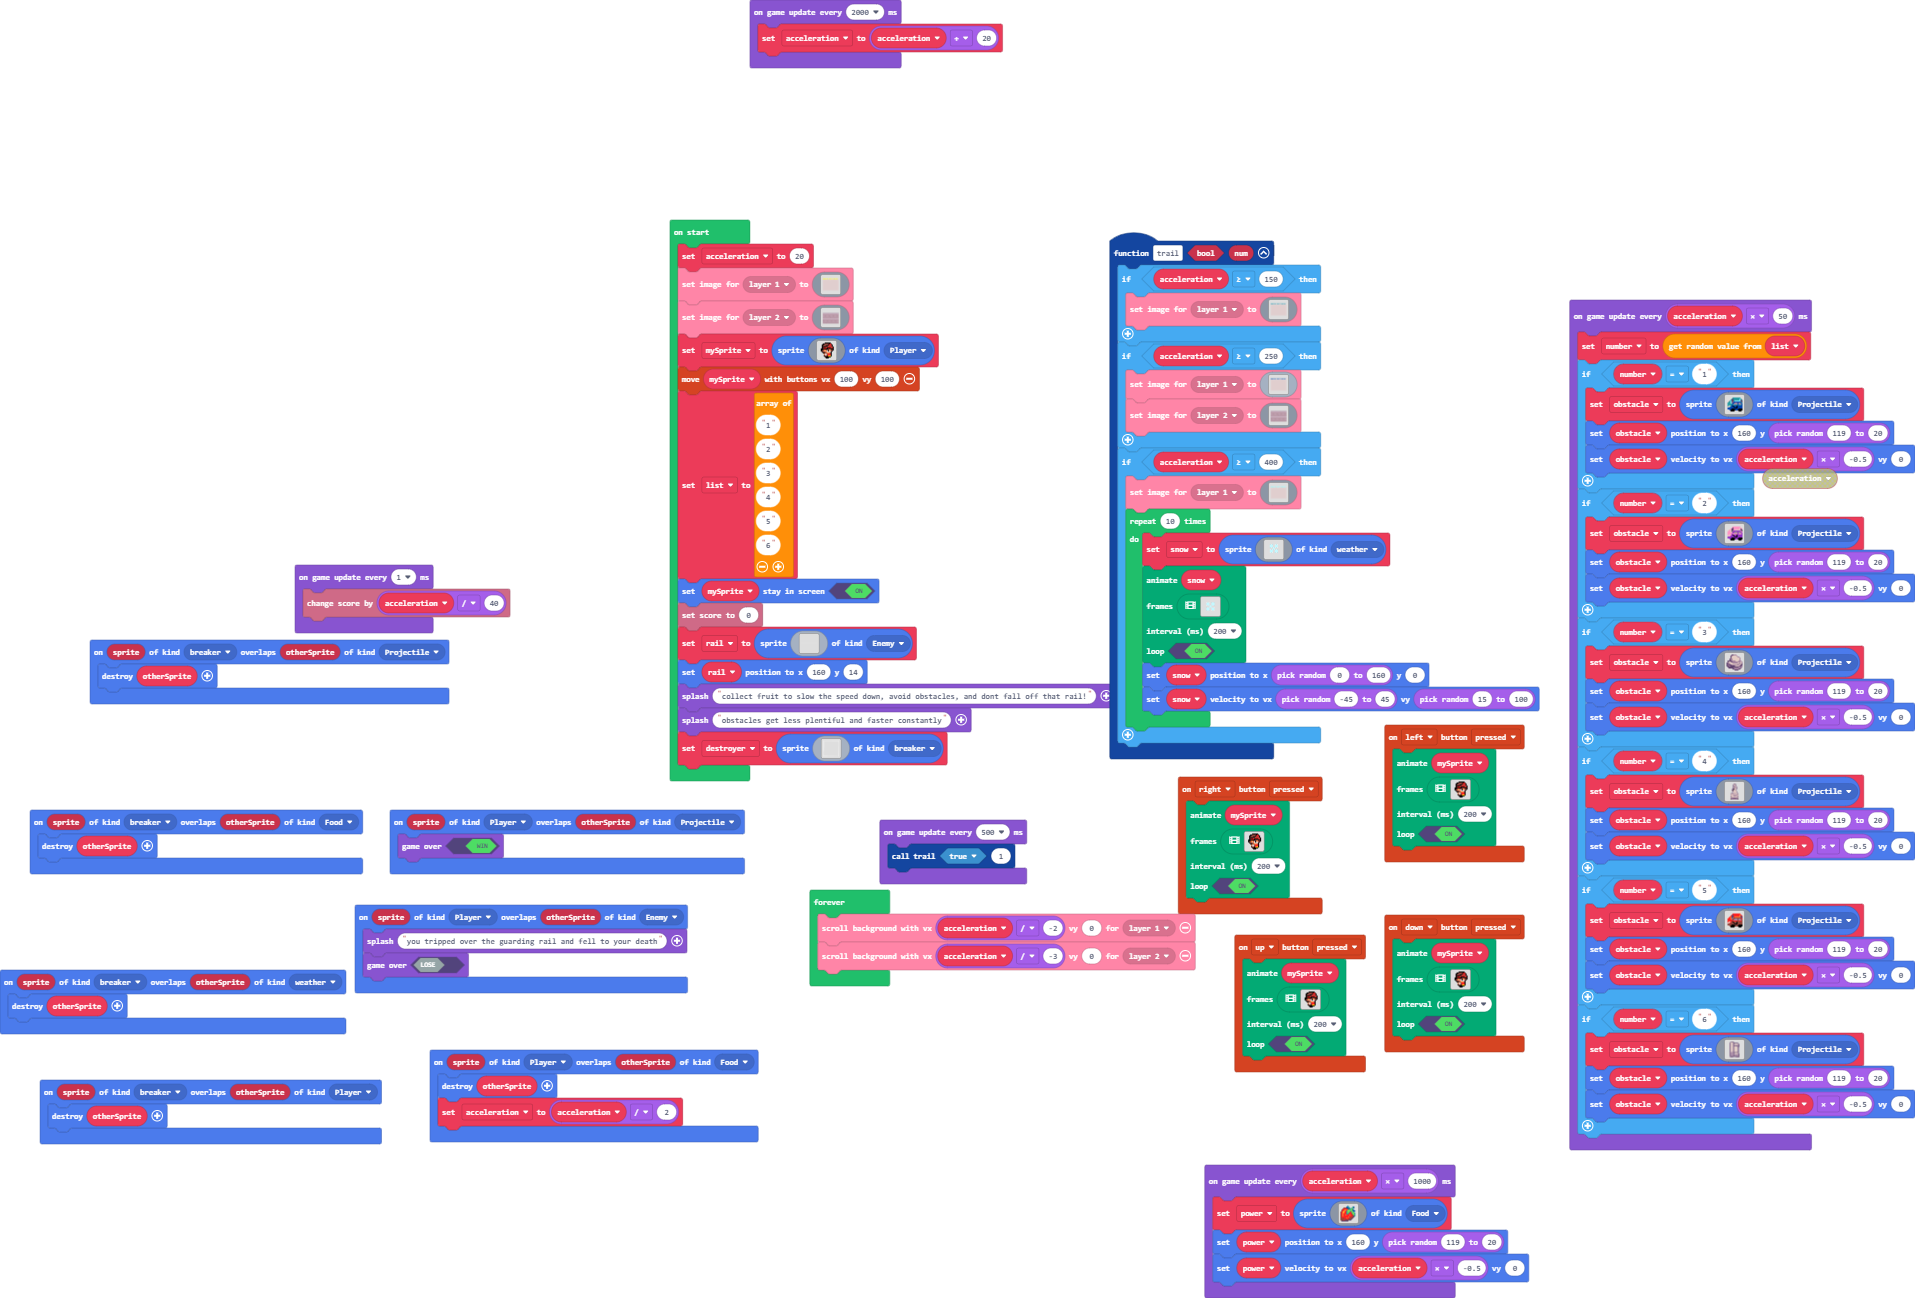 on game update every 2000 ms
set acceleration to acceleration + 20
on start
set acceleration to 20
set image for layer 1 to
set image for layer 2 to
set mySprite to sprite of kind Player
move mySprite with buttons vx 100 vy 100
set list to array of "1" "2" "3" "4" "5" "6"
set mySprite stay in screen ON
set score to 0
set rail to sprite of kind Enemy
set rail position to x 160 y 14
splash "collect fruit to slow the speed down, avoid obstacles, and dont fall off that rail!"
splash "obstacles get less plentiful and faster constantly"
set destroyer to sprite of kind breaker
function trail bool num
if acceleration ≥ 150 then
set image for layer 1 to
if acceleration ≥ 250 then
set image for layer 1 to
set image for layer 2 to
if acceleration ≥ 400 then
set image for layer 1 to
repeat 10 times
do
set snow to sprite of kind weather
animate snow
frames
interval (ms) 200
loop ON
set snow position to x pick random 0 to 160 y 0
set snow velocity to vx pick random -45 to 45 vy pick random 15 to 100
on game update every acceleration × 50 ms
set number to get random value from list
if number = "1" then
set obstacle to sprite of kind Projectile
set obstacle position to x 160 y pick random 119 to 20
set obstacle velocity to vx acceleration × -0.5 vy 0
acceleration
if number = "2" then
set obstacle to sprite of kind Projectile
set obstacle position to x 160 y pick random 119 to 20
set obstacle velocity to vx acceleration × -0.5 vy 0
if number = "3" then
set obstacle to sprite of kind Projectile
set obstacle position to x 160 y pick random 119 to 20
set obstacle velocity to vx acceleration × -0.5 vy 0
if number = "4" then
set obstacle to sprite of kind Projectile
set obstacle position to x 160 y pick random 119 to 20
set obstacle velocity to vx acceleration × -0.5 vy 0
if number = "5" then
set obstacle to sprite of kind Projectile
set obstacle position to x 160 y pick random 119 to 20
set obstacle velocity to vx acceleration × -0.5 vy 0
if number = "6" then
set obstacle to sprite of kind Projectile
set obstacle position to x 160 y pick random 119 to 20
set obstacle velocity to vx acceleration × -0.5 vy 0
on game update every 1 ms
change score by acceleration / 40
on sprite of kind breaker overlaps otherSprite of kind Projectile
destroy otherSprite
on sprite of kind breaker overlaps otherSprite of kind Food
destroy otherSprite
on sprite of kind Player overlaps otherSprite of kind Projectile
game over WIN
on sprite of kind Player overlaps otherSprite of kind Enemy
splash "you tripped over the guarding rail and fell to your death"
game over LOSE
on sprite of kind breaker overlaps otherSprite of kind weather
destroy otherSprite
on sprite of kind breaker overlaps otherSprite of kind Player
destroy otherSprite
on sprite of kind Player overlaps otherSprite of kind Food
destroy otherSprite
set acceleration to acceleration / 2
on game update every 500 ms
call trail true 1
forever
scroll background with vx acceleration / -2 vy 0 for layer 1
scroll background with vx acceleration / -3 vy 0 for layer 2
on right button pressed
animate mySprite
frames
interval (ms) 200
loop ON
on left button pressed
animate mySprite
frames
interval (ms) 200
loop ON
on up button pressed
animate mySprite
frames
interval (ms) 200
loop ON
on down button pressed
animate mySprite
frames
interval (ms) 200
loop ON
on game update every acceleration × 1000 ms
set power to sprite of kind Food
set power position to x 160 y pick random 119 to 20
set power velocity to vx acceleration × -0.5 vy 0